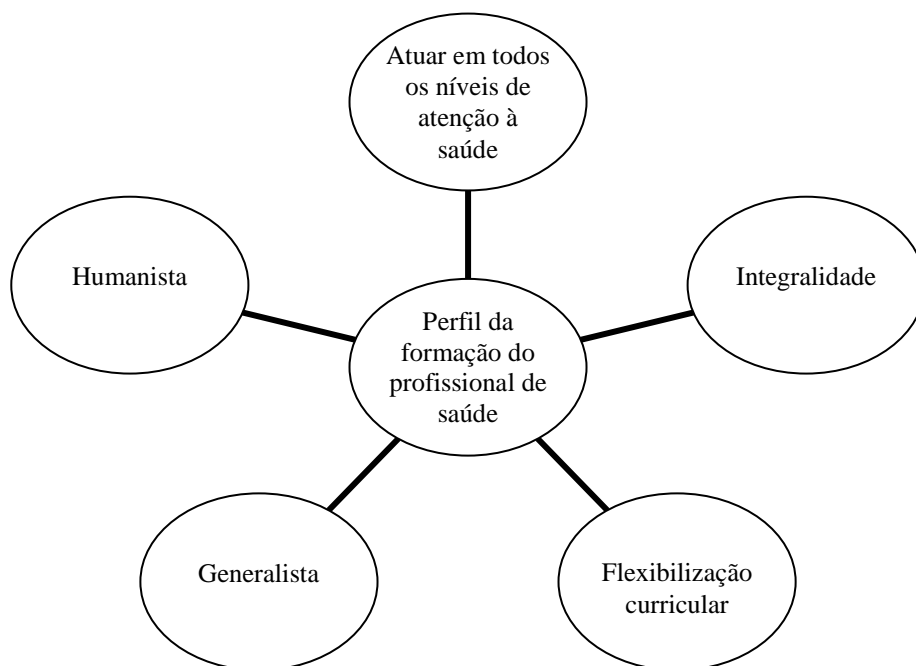 Atuar em todos
os níveis de
atenção à
saúde
Humanista
Integralidade
Perfil da
formação do
profissional de
saúde
Generalista
Flexibilização
curricular